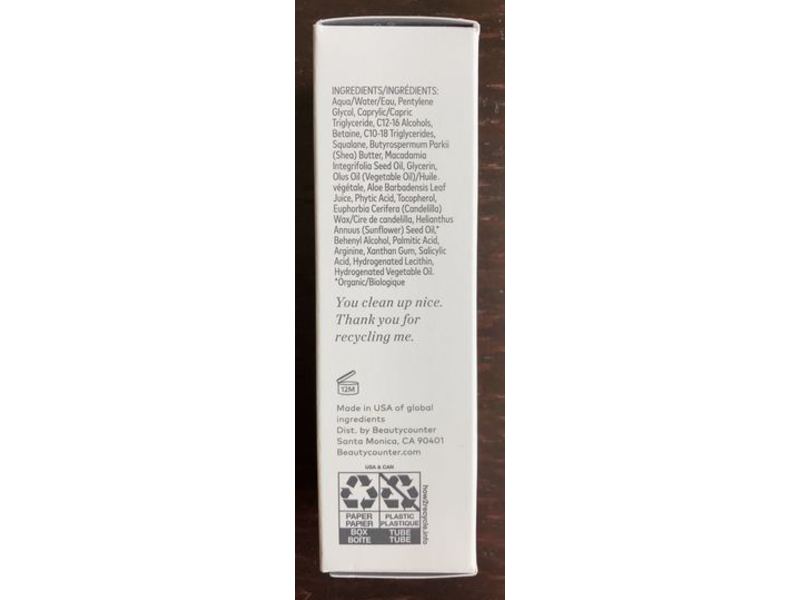 INGREDIENTS/INGRÉDIENTS:
Aqua/Water/Eau, Pentylene
Glycol, Caprylic/Capric
Triglyceride, C12-16 Alcohols,
Betaine, C10-18 Triglycerides,
Squalane, Butyrospermum Parkii
(Shea) Butter, Macadamia
Integrifolia Seed Oil, Glycerin,
Olus Oil (Vegetable Oil)/Huile
végétale, Aloe Barbadensis Leaf
Juice, Phytic Acid, Tocopherol,
Euphorbia Cerifera (Candelilla)
Wax/Cire de candelilla, Helianthus
Annuus (Sunflower) Seed Oil,*
Behenyl Alcohol, Palmitic Acid,
Arginine, Xanthan Gum, Salicylic
Acid, Hydrogenated Lecithin,
Hydrogenated Vegetable Oil.
*Organic/Biologique
You clean up nice.
Thank you for
recycling me.
12M
Made in USA of global
ingredients
Dist. by Beautycounter
Santa Monica, CA 90401
Beautycounter.com
USA & CAN
PAPER
PAPIER
BOX
BOÎTE
PLASTIC
PLASTIQUE
TUBE
TUBE
how2recycle.info